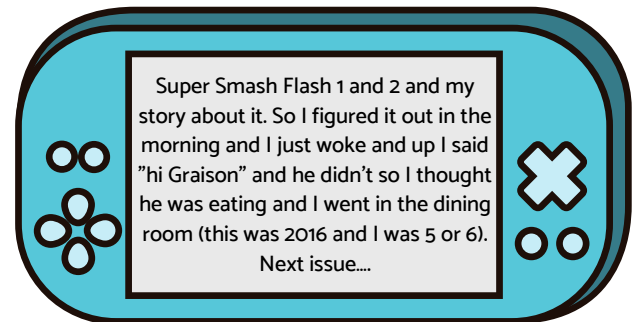 Super Smash Flash 1 and 2 and my
story about it. So I figured it out in the
morning and I just woke and up I said
”hi Graison” and he didn't so I thought
he was eating and I went in the dining
room (this was 2016 and I was 5 or 6).
Next issue....